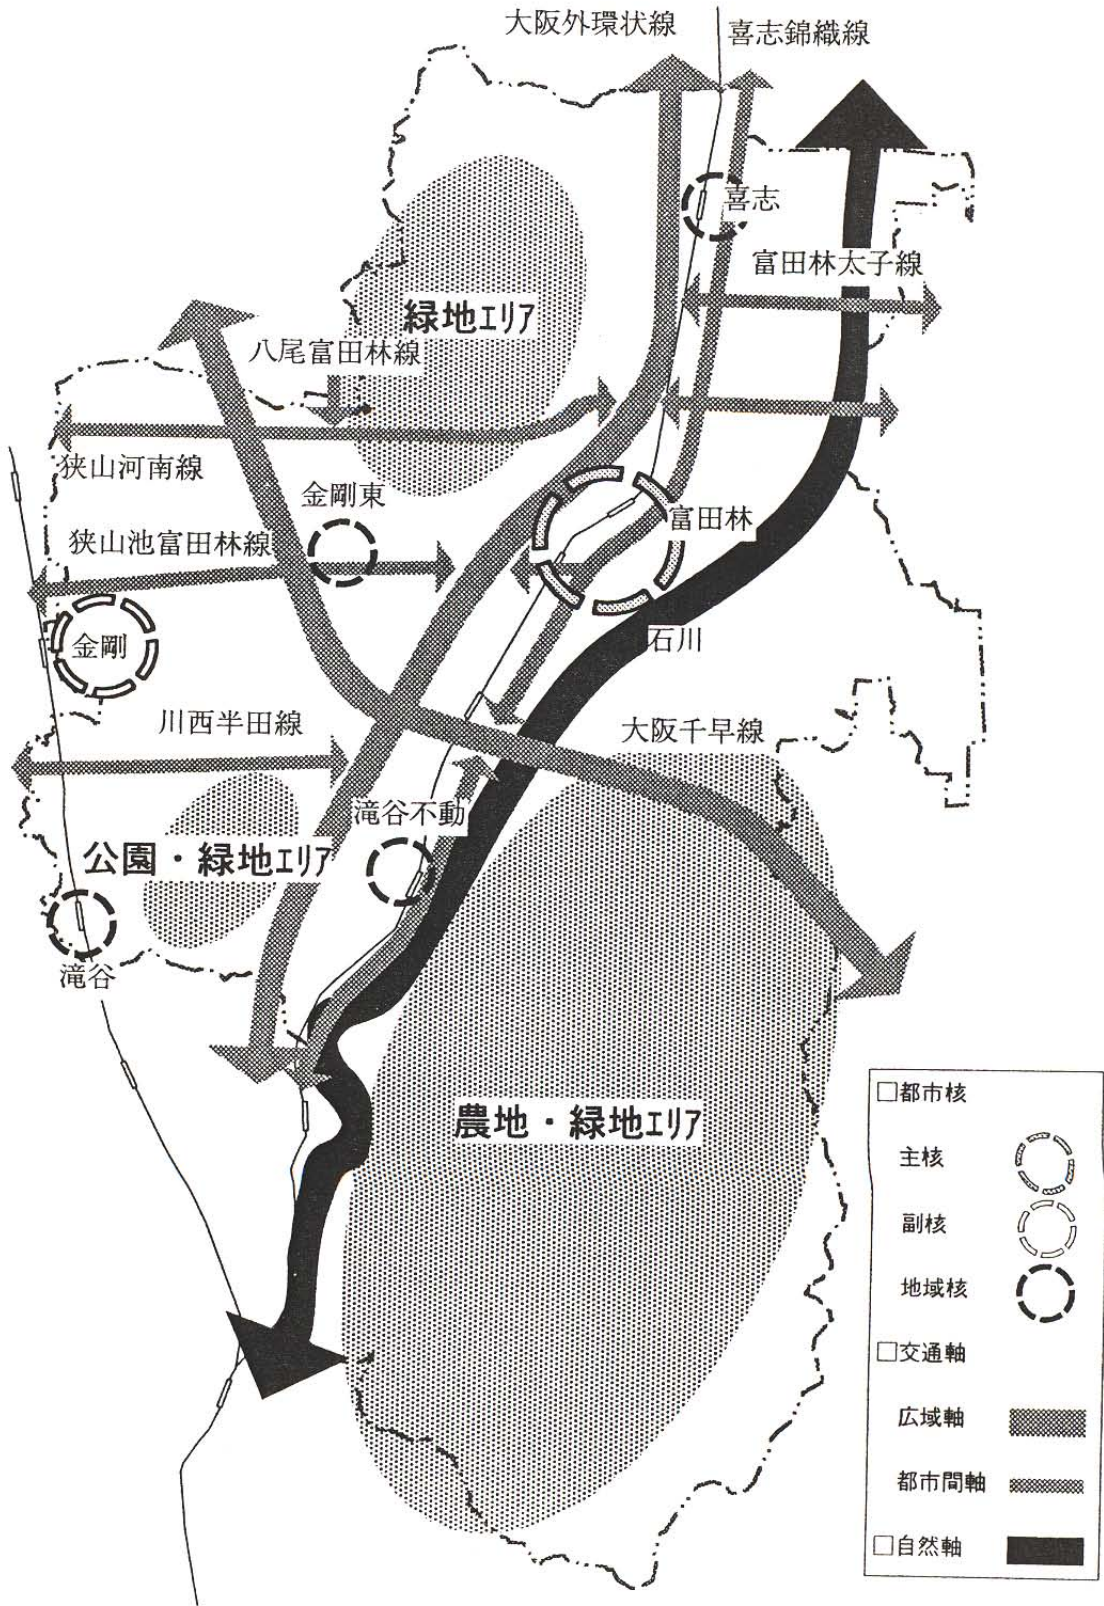 大阪外環状線
喜志錦織線
喜志
富田林太子線
緑地エリア
八尾富田林線
狭山河南線
金剛東
富田林
狭山池富田林線
金剛
石川
川西半田線
大阪千早線
滝谷不動
公園・緑地エリア
滝谷
農地・緑地エリア
□都市核
主核
副核
地域核
□交通軸
広域軸
都市間軸
□自然軸